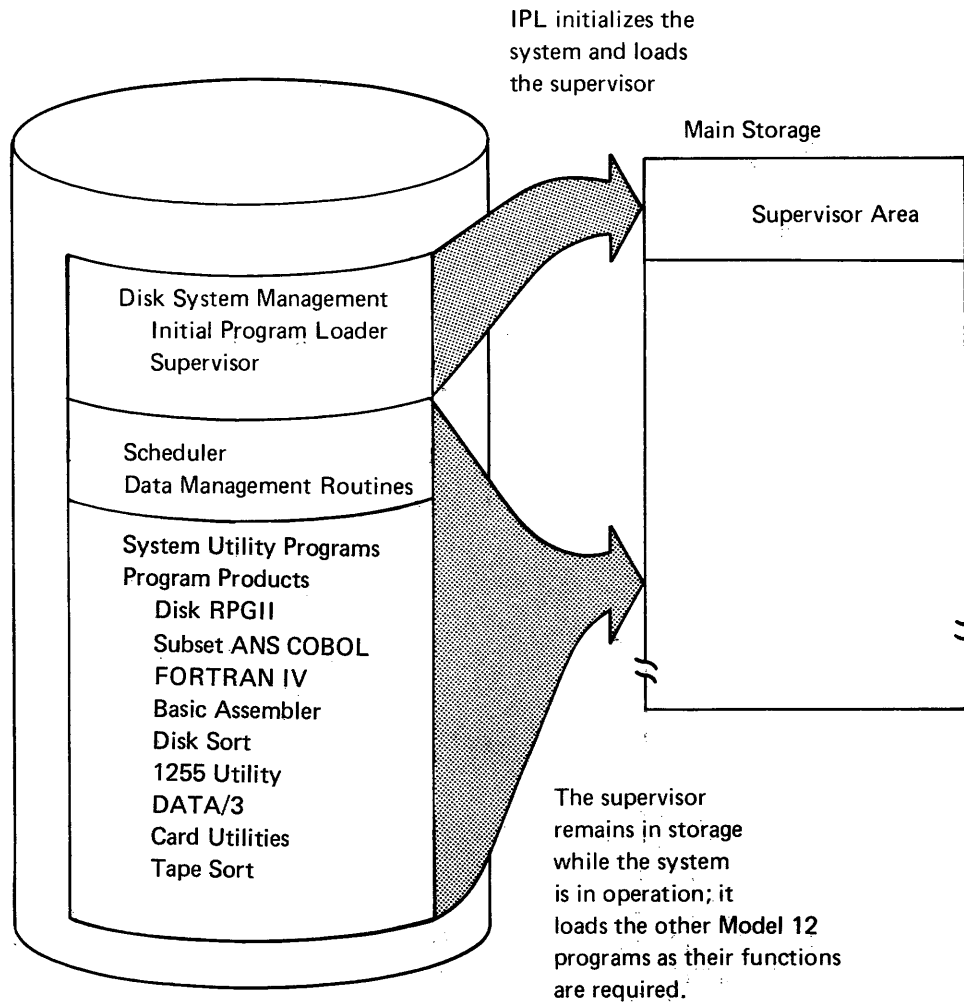 IPL initializes the
system and loads
the supervisor
Main Storage
Supervisor Area
Disk System Management
Initial Program Loader
Supervisor
Scheduler
Data Management Routines
System Utility Programs
Program Products
Disk RPGII
Subset ANS COBOL
FORTRAN IV
Basic Assembler
Disk Sort
1255 Utility
DATA/3
Card Utilities
Tape Sort
The supervisor
remains in storage
while the system
is in operation; it
loads the other Model 12
programs as their functions
are required.